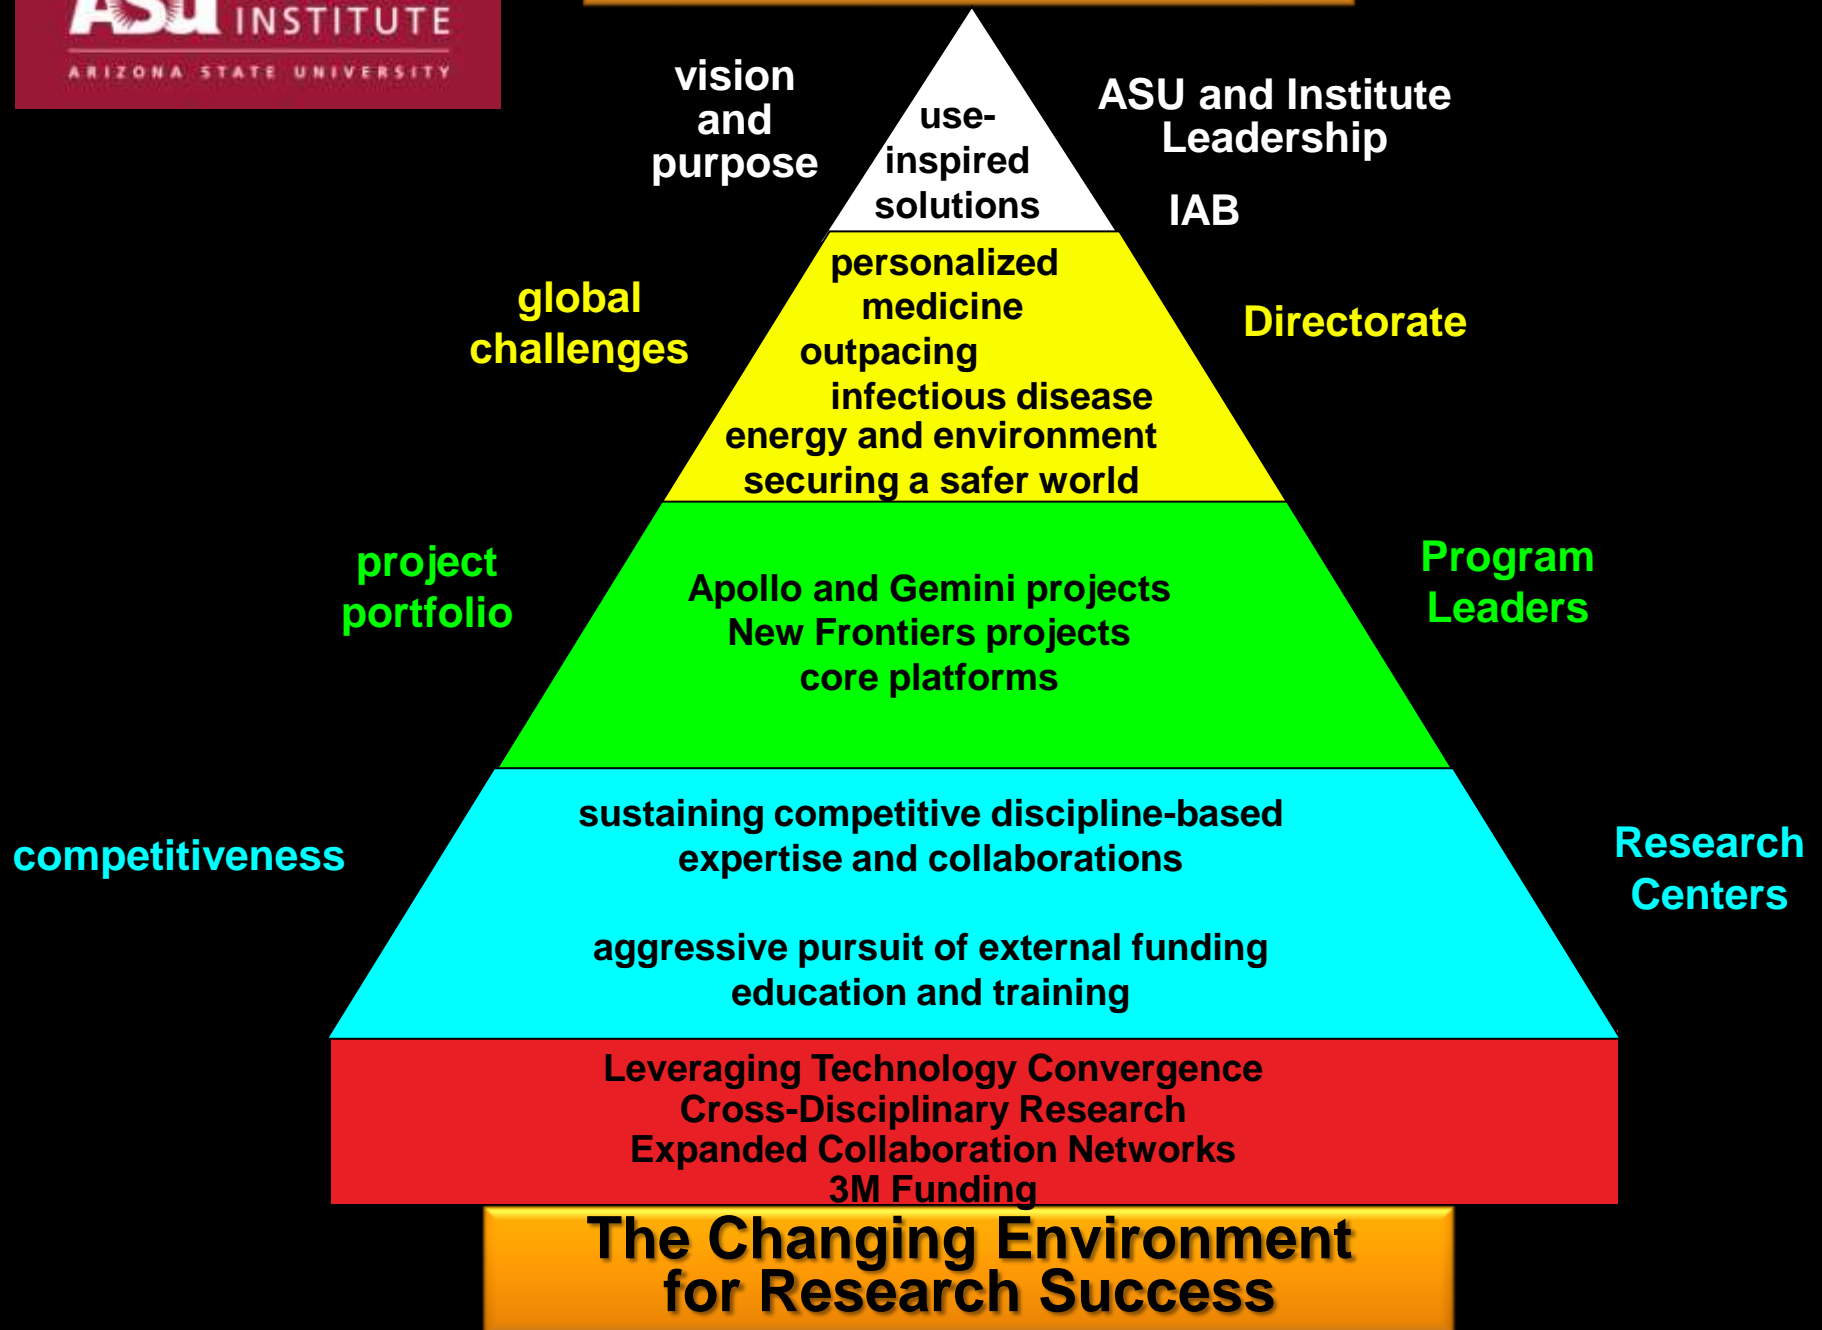 ASU INSTITUTE
ARIZONA STATE UNIVERSITY
vision
and
purpose
use-
inspired
solutions
ASU and Institute
Leadership
IAB
global
challenges
personalized
medicine
outpacing
infectious disease
energy and environment
securing a safer world
Directorate
project
portfolio
Apollo and Gemini projects
New Frontiers projects
core platforms
Program
Leaders
competitiveness
sustaining competitive discipline-based
expertise and collaborations
aggressive pursuit of external funding
education and training
Research
Centers
Leveraging Technology Convergence
Cross-Disciplinary Research
Expanded Collaboration Networks
3M Funding
The Changing Environment
for Research Success